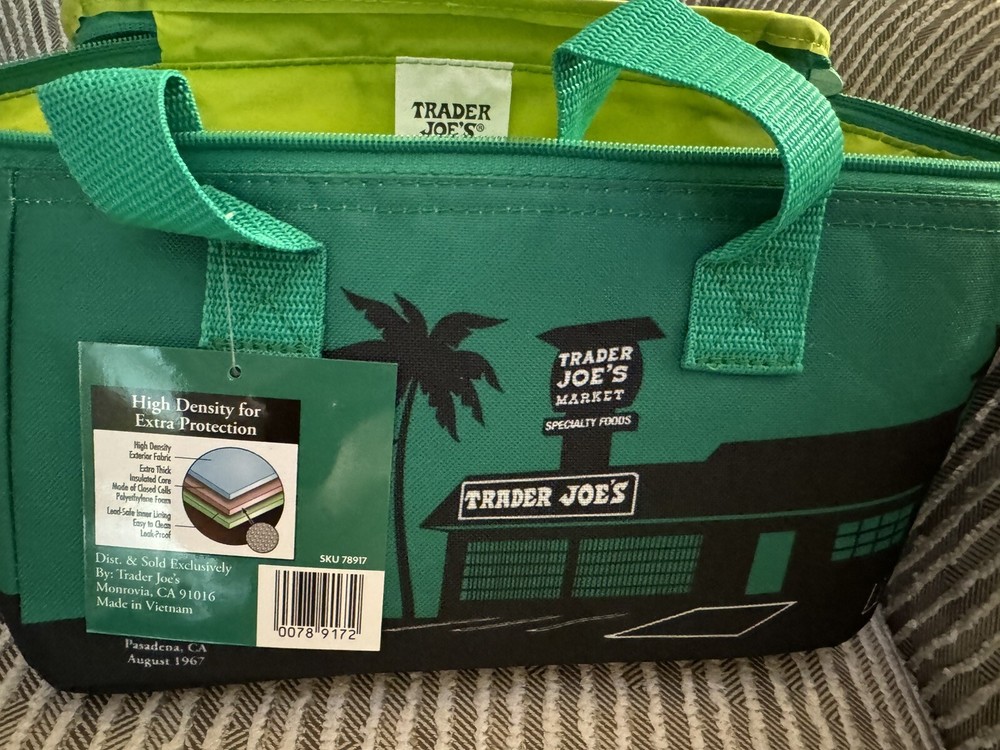 TRADER
JOE'S®
TRADER
JOE'S
MARKET
SPECIALTY FOODS
TRADER JOE'S
High Density for
Extra Protection
High Density
Exterior Fabric
Extra Thick
Insulated Core
Made of Closed Cells
Polyethylene Foam
Lead-Safe Inner Lining
Easy to Clean
Leak-Proof
SKU 78917
Dist. & Sold Exclusively
By: Trader Joe's
Monrovia, CA 91016
Made in Vietnam
0078 9172
Pasadena, CA
August 1967